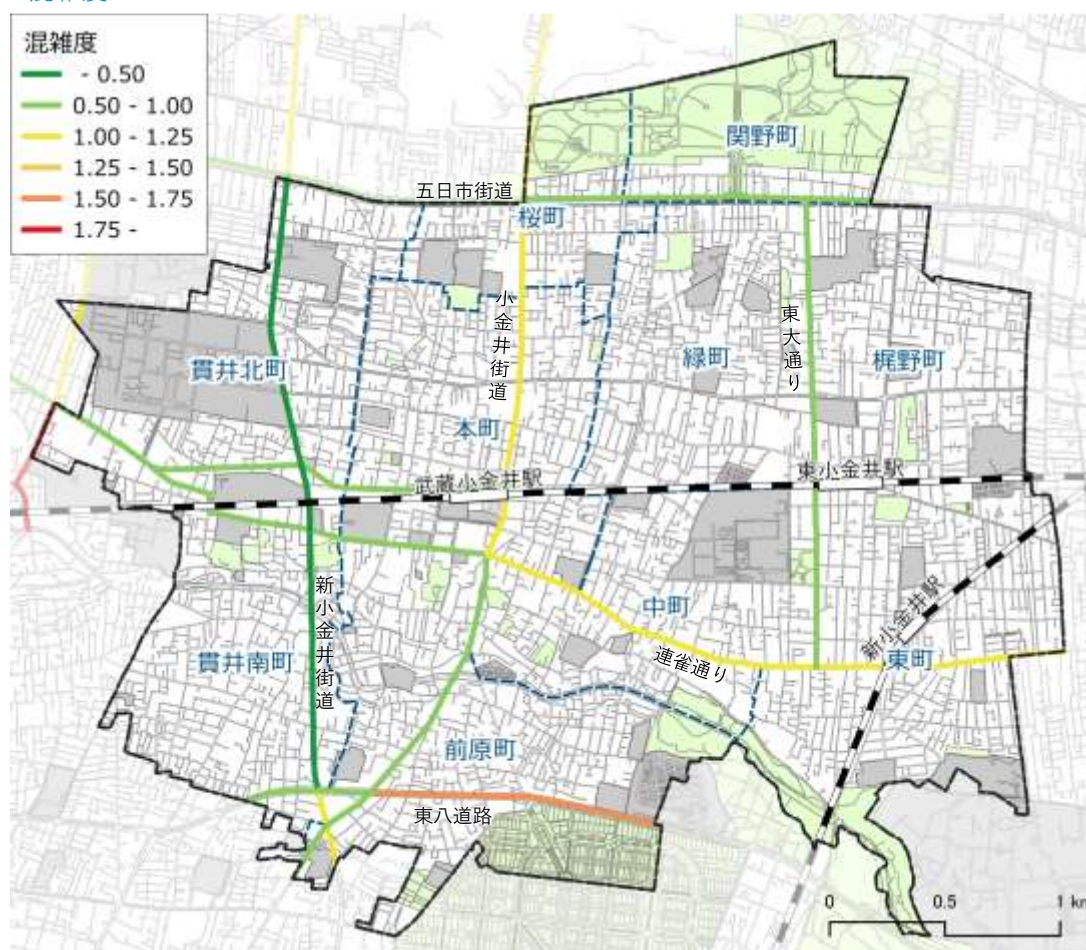 混雑度
- 0.50
0.50 - 1.00
1.00 - 1.25
1.25 - 1.50
1.50 - 1.75
1.75 -
関野町
五日市街道
桜町
小金井街道
東大通り
緑町
梶野町
貫井北町
本町
武蔵小金井駅
東小金井駅
新小金井街道
中町
新小金井駅
東町
連雀通り
貫井南町
前原町
東八道路
0 0.5 1 km